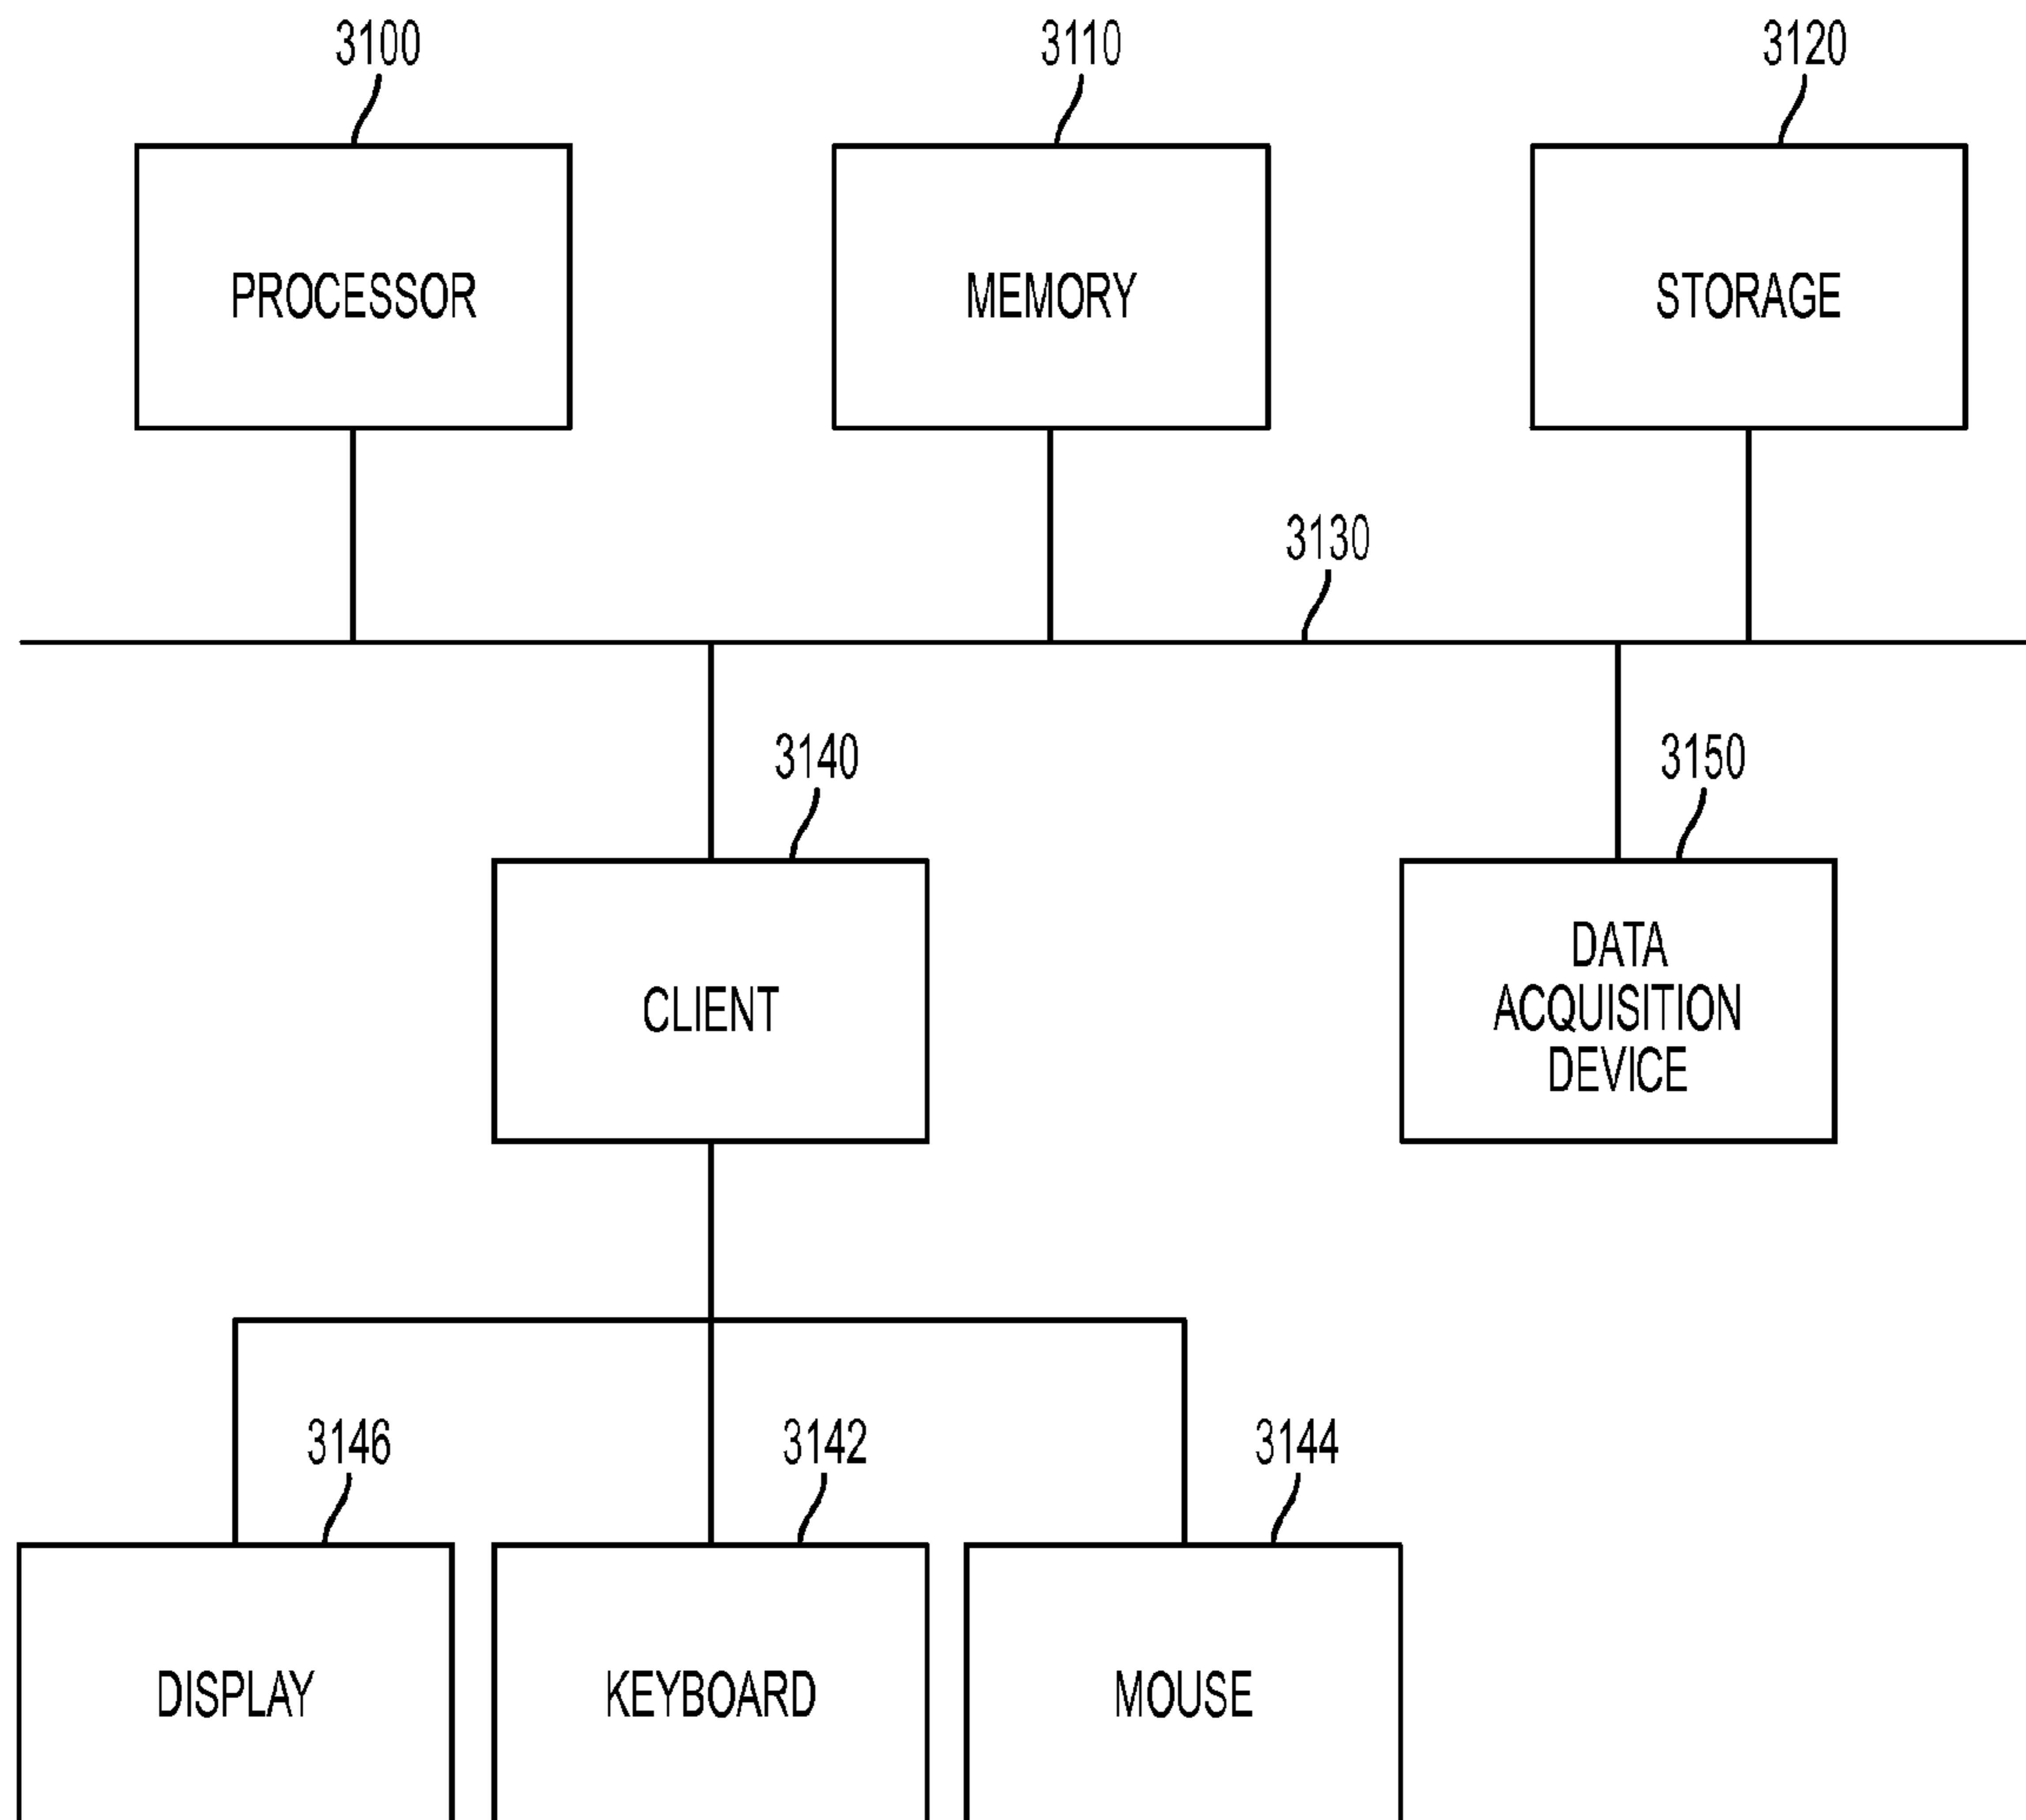 3100
3110
3120
PROCESSOR
MEMORY
STORAGE
3130
3140
3150
CLIENT
DATA
ACQUISITION
DEVICE
3146
3142
3144
DISPLAY
KEYBOARD
MOUSE